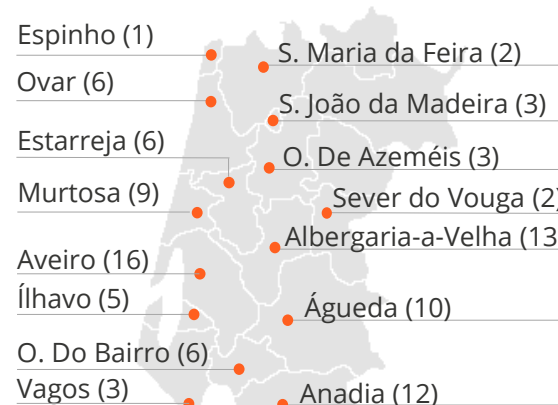 Espinho (1)
Ovar (6)
Estarreja (6)
Murtosa (9)
Aveiro (16)
Ílhavo (5)
O. Do Bairro (6)
Vagos (3)
S. Maria da Feira (2)
S. João da Madeira (3)
O. De Azeméis (3)
Sever do Vouga (2)
Albergaria-a-Velha (13
Águeda (10)
Anadia (12)